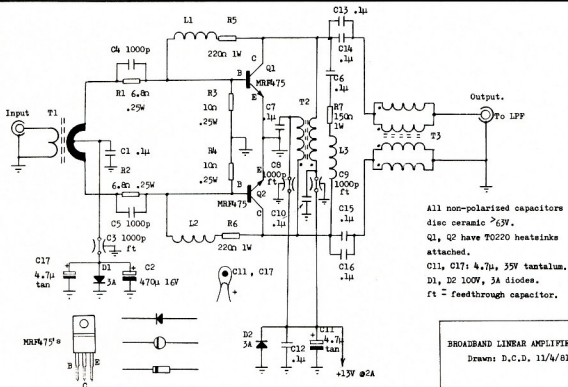 C13 .1μ
L1 R5
C4 1000p
220Ω 1W
C
C14
.1μ
Q1
B
MRF475
E
C6
.1μ
Input
T1
R1 6.8Ω
.25W
R3
10Ω
.25W
C7
.1μ
T2
R7
150Ω
1W
Output.
To LPF
C1 .1μ
R2
6.8Ω .25W
R4
10Ω
.25W
C8
1000p
ft
L3
T3
E
B
Q2
MRF475
C
C9
1000p
ft
C5 1000p
C10
.1μ
C15
.1μ
C3 1000p
ft
L2 R6
220Ω 1W
C16
.1μ
C17
4.7μ
tan
D1
3A
C2
470μ 16V
C11, C17
+
All non-polarized capacitors
disc ceramic >63V.
Q1, Q2 have TO220 heatsinks
attached.
C11, C17: 4.7μ, 35V tantalum.
D1, D2 100V, 3A diodes.
ft = feedthrough capacitor.
MRF475's
B
C
E
D2
3A
C12
.1μ
C11
4.7μ
tan
+13V @2A
BROADBAND LINEAR AMPLIFIE
Drawn: D.C.D. 11/4/81